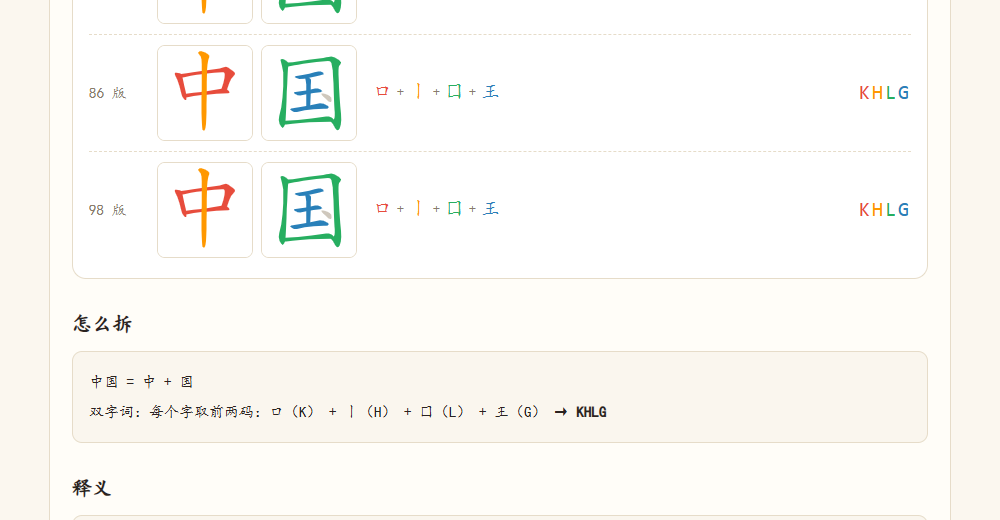 86 版 中 国 口 + 丨 + 囗 + 王 KHLG
98 版 中 国 口 + 丨 + 囗 + 王 KHLG
怎么拆
中国 = 中 + 国
双字词: 每个字取前两码: 口 (K) + 丨 (H) + 囗 (L) + 王 (G) → KHLG
释义